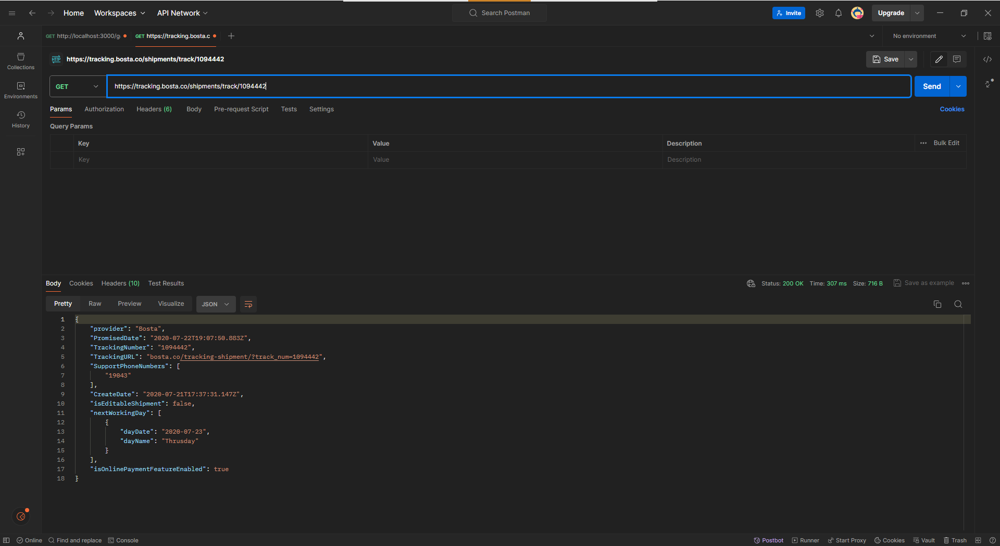 Home Workspaces API Network Search Postman Invite Upgrade
GET http://localhost:3000/g GET https://tracking.bosta.c No environment
HTTP https://tracking.bosta.co/shipments/track/1094442 Save
Collections
GET https://tracking.bosta.co/shipments/track/1094442 Send
Environments
Params Authorization Headers (6) Body Pre-request Script Tests Settings Cookies
History
Query Params
Key Value Description Bulk Edit
Key Value Description
Body Cookies Headers (10) Test Results Status: 200 OK Time: 307 ms Size: 716 B Save as example
Pretty Raw Preview Visualize JSON
1 {
2 "provider": "Bosta",
3 "PromisedDate": "2020-07-22T19:07:50.883Z",
4 "TrackingNumber": "1094442",
5 "TrackingURL": "bosta.co/tracking-shipment/?track_num=1094442",
6 "SupportPhoneNumbers": [
7 "19043"
8 ],
9 "CreateDate": "2020-07-21T17:37:31.147Z",
10 "isEditableShipment": false,
11 "nextWorkingDay": [
12 {
13 "dayDate": "2020-07-23",
14 "dayName": "Thrusday"
15 }
16 ],
17 "isOnlinePaymentFeatureEnabled": true
18 }
Online Find and replace Console Postbot Runner Start Proxy Cookies Vault Trash